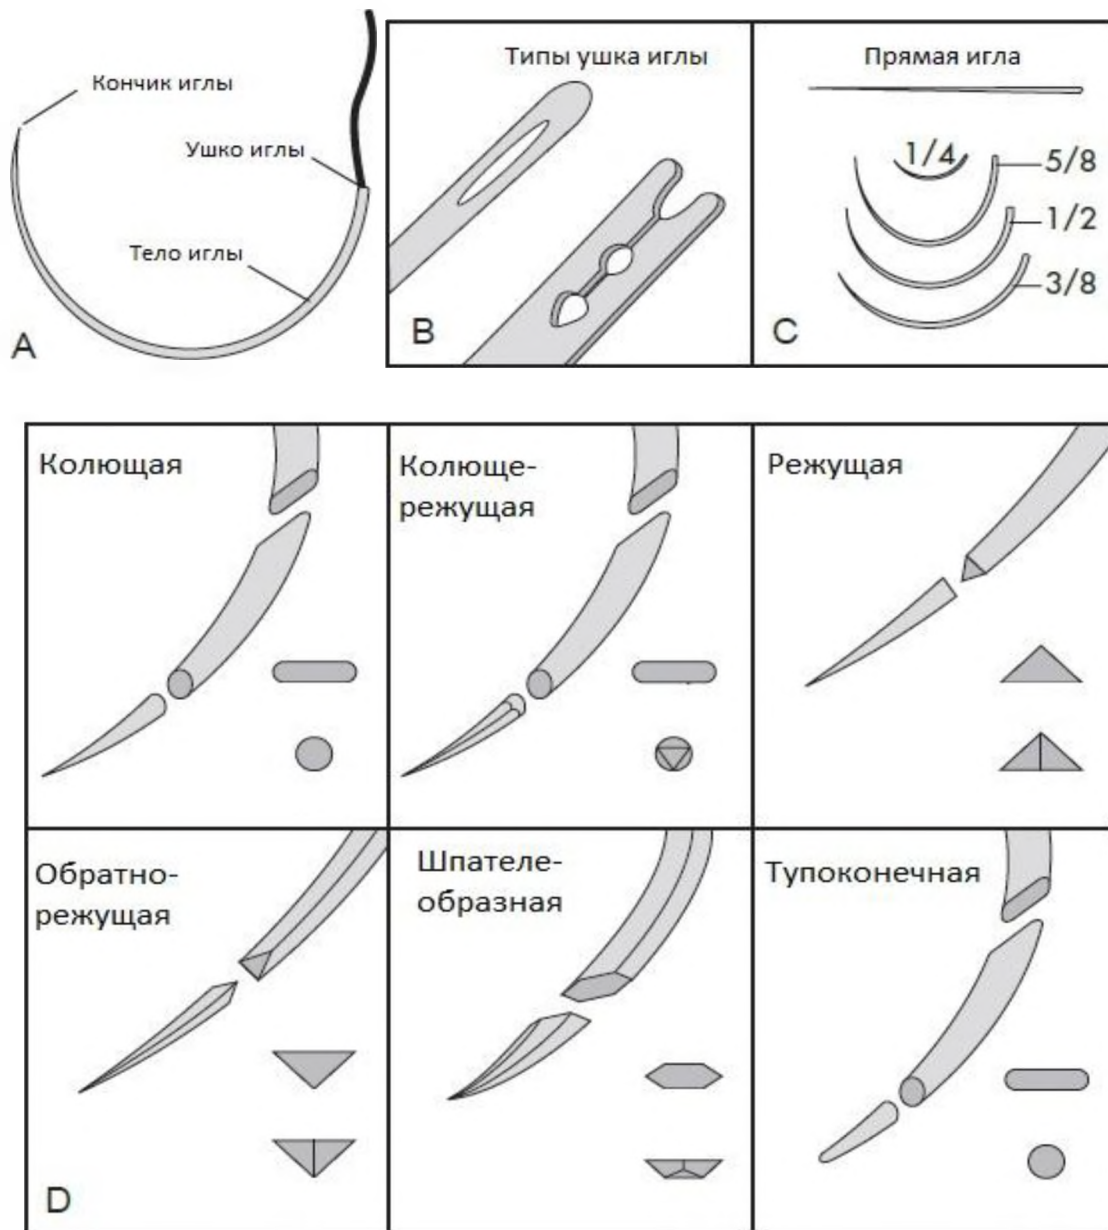 Кончик иглы
Ушко иглы
Тело иглы
A
Типы ушка иглы
B
Прямая игла
1/4
5/8
1/2
3/8
C
Колющая
Колюще-
режущая
Режущая
Обратно-
режущая
D
Шпателе-
образная
Тупоконечная